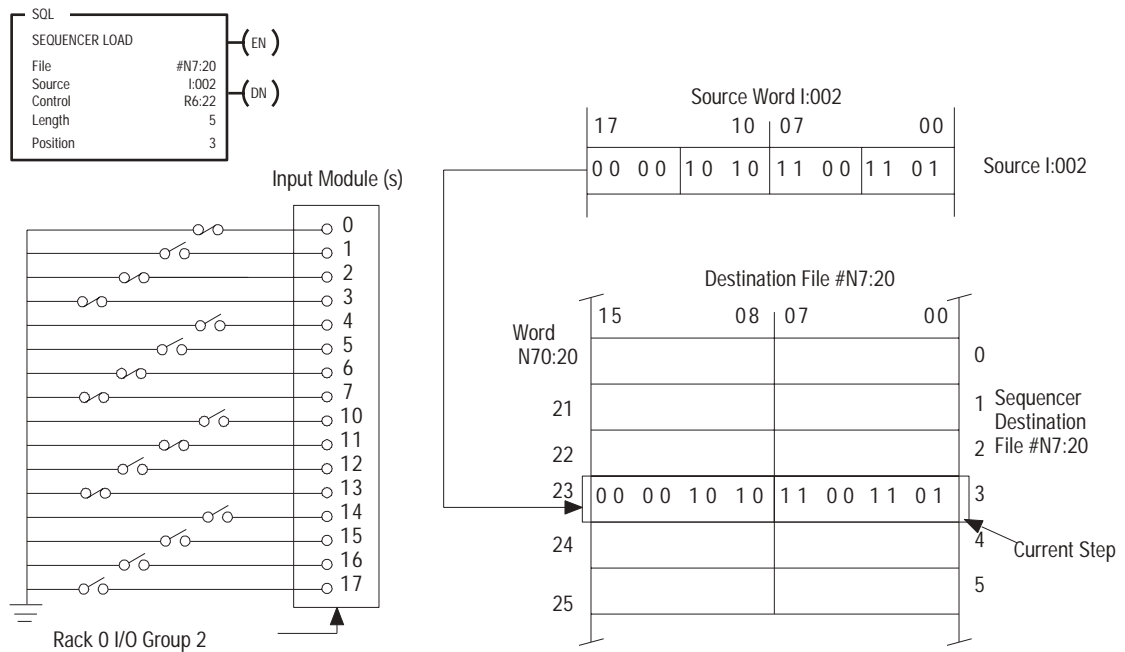 SQL
SEQUENCER LOAD
EN
File #N7:20
Source I:002
DN
Control R6:22
Length 5
Position 3
Input Module (s)
0
1
2
3
4
5
6
7
10
11
12
13
14
15
16
17
Rack 0 I/O Group 2
Source Word I:002
17 10 07 00
00 00 10 10 11 00 11 01 Source I:002
Destination File #N7:20
15 08 07 00
Word
N70:20
0
21
1
Sequencer
Destination
File #N7:20
22
2
23 00 00 10 10 11 00 11 01 3
24
4
Current Step
25
5